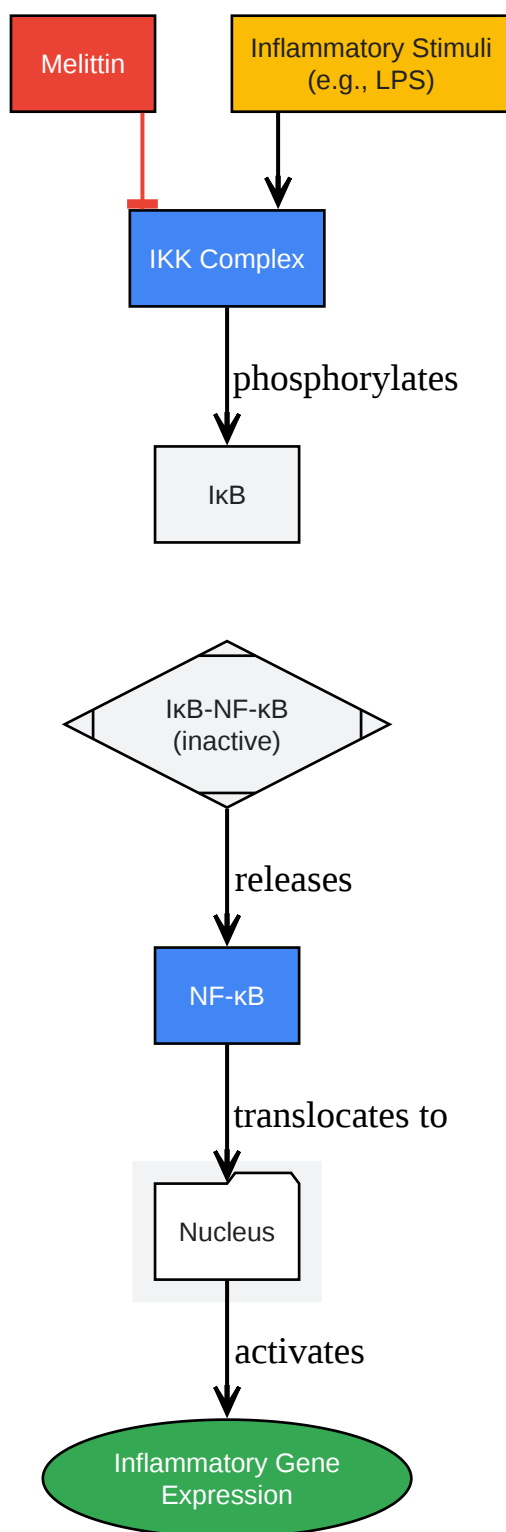 Melittin
Inflammatory Stimuli
(e.g., LPS)
IKK Complex
phosphorylates
IκB
IκB-NF-κB
(inactive)
releases
NF-κB
translocates to
Nucleus
activates
Inflammatory Gene
Expression